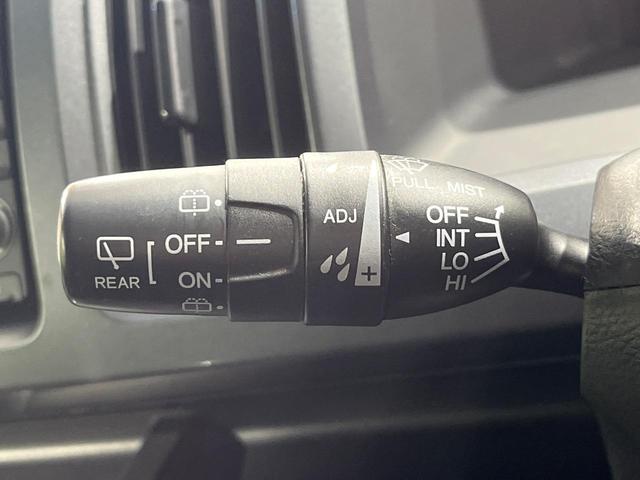 REAR
OFF
ON
ADJ
+
PULL MIST
OFF
INT
LO
HI